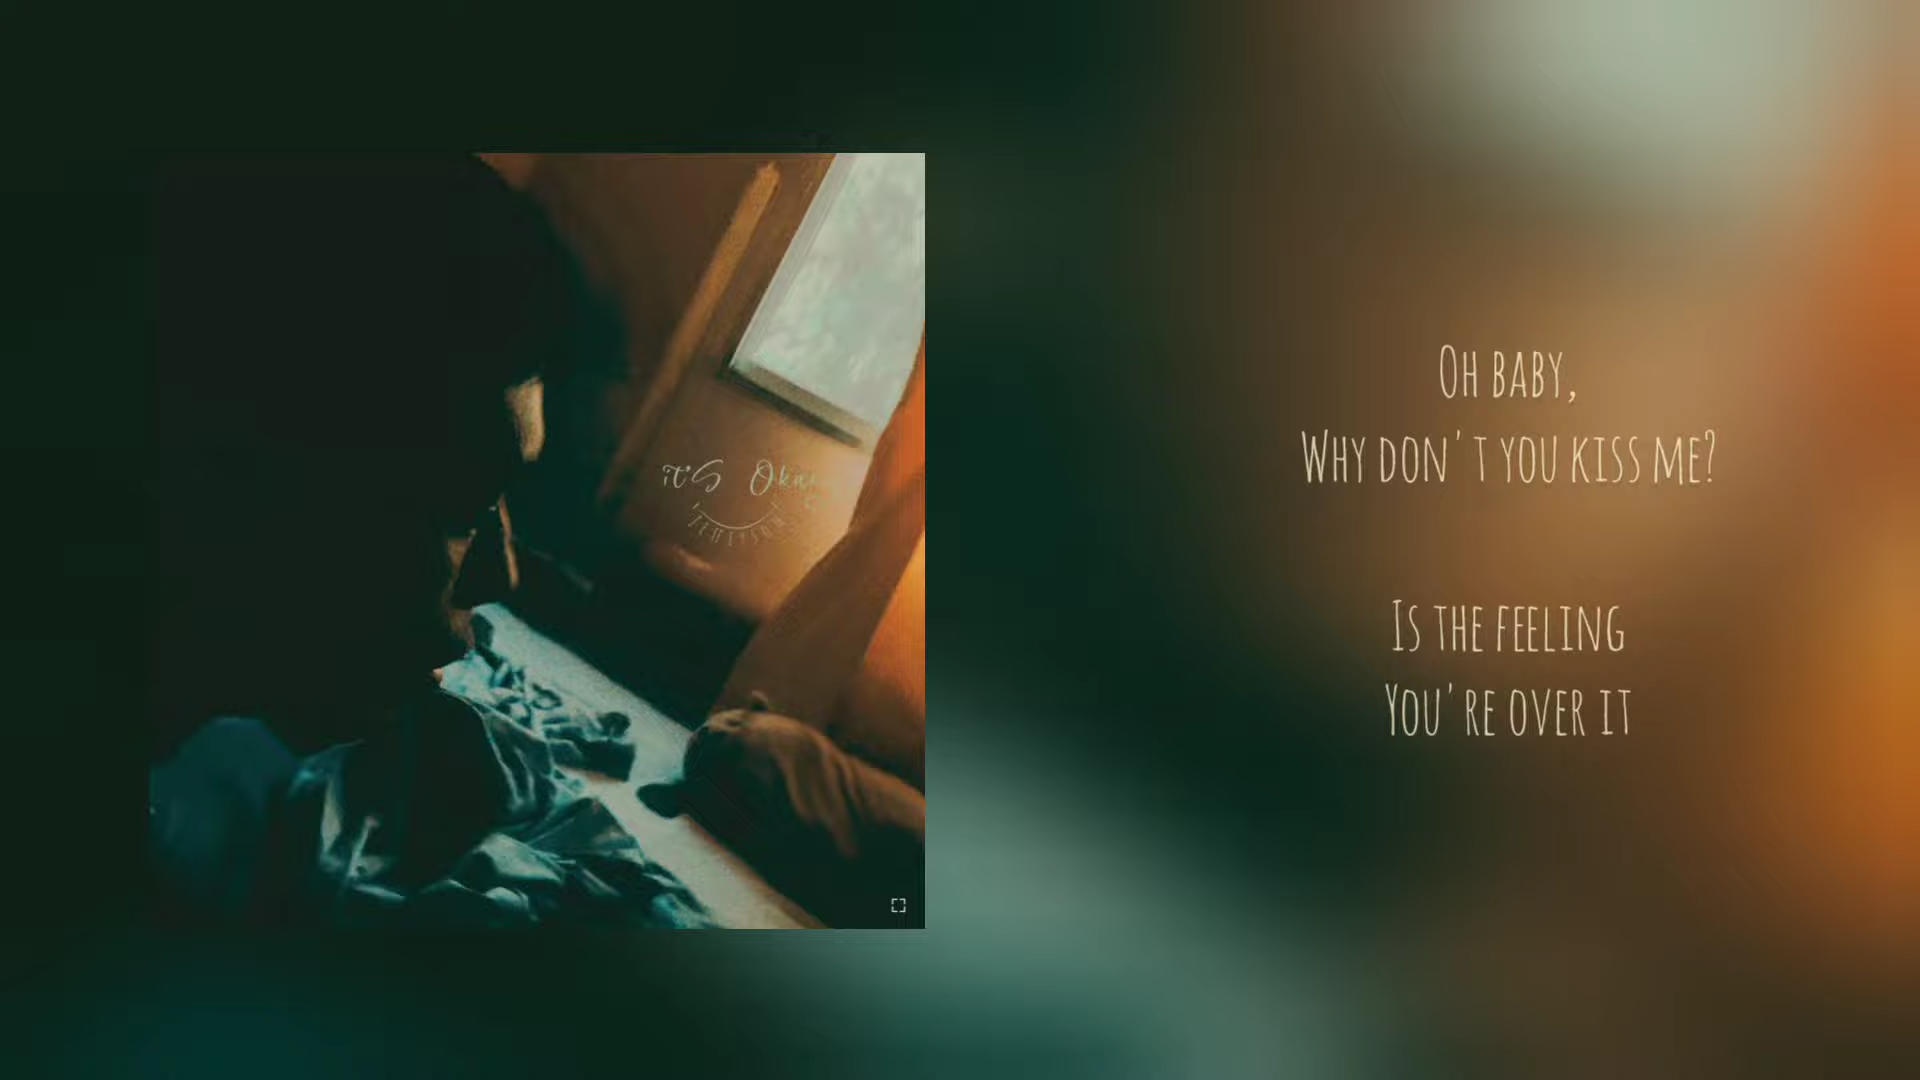 it's Okay
Oh baby,
Why don't you kiss me?
Is the feeling
You're over it